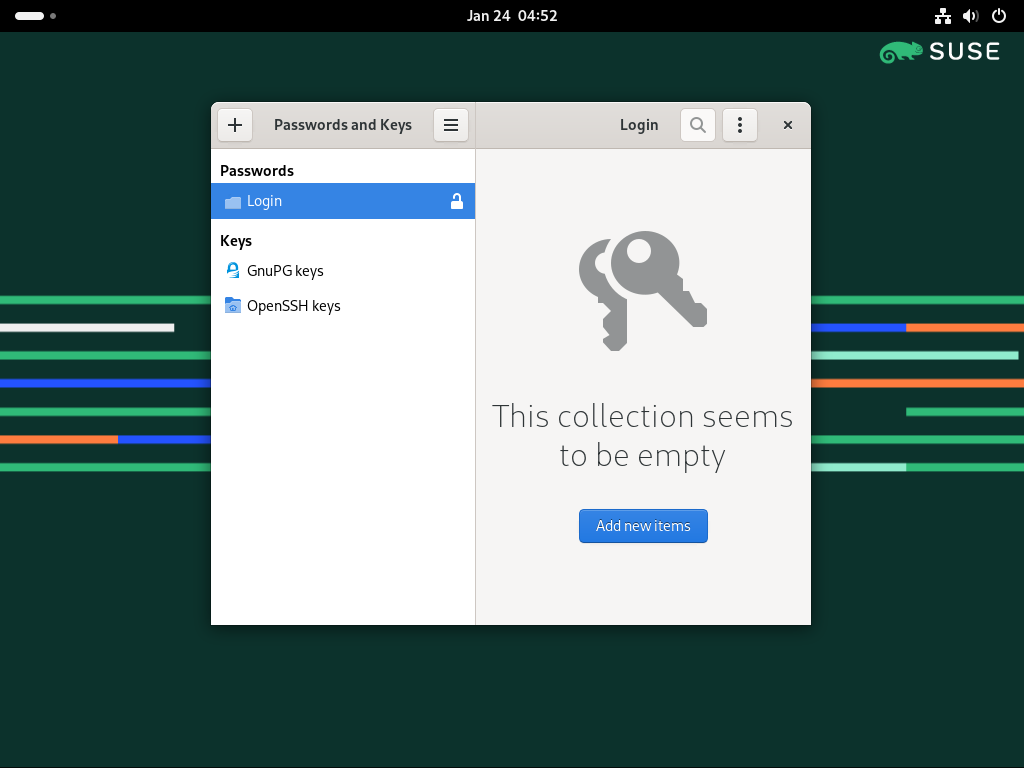 Jan 24 04:52
SUSE
Passwords and Keys
Login
Passwords
Login
Keys
GnuPG keys
OpenSSH keys
This collection seems
to be empty
Add new items